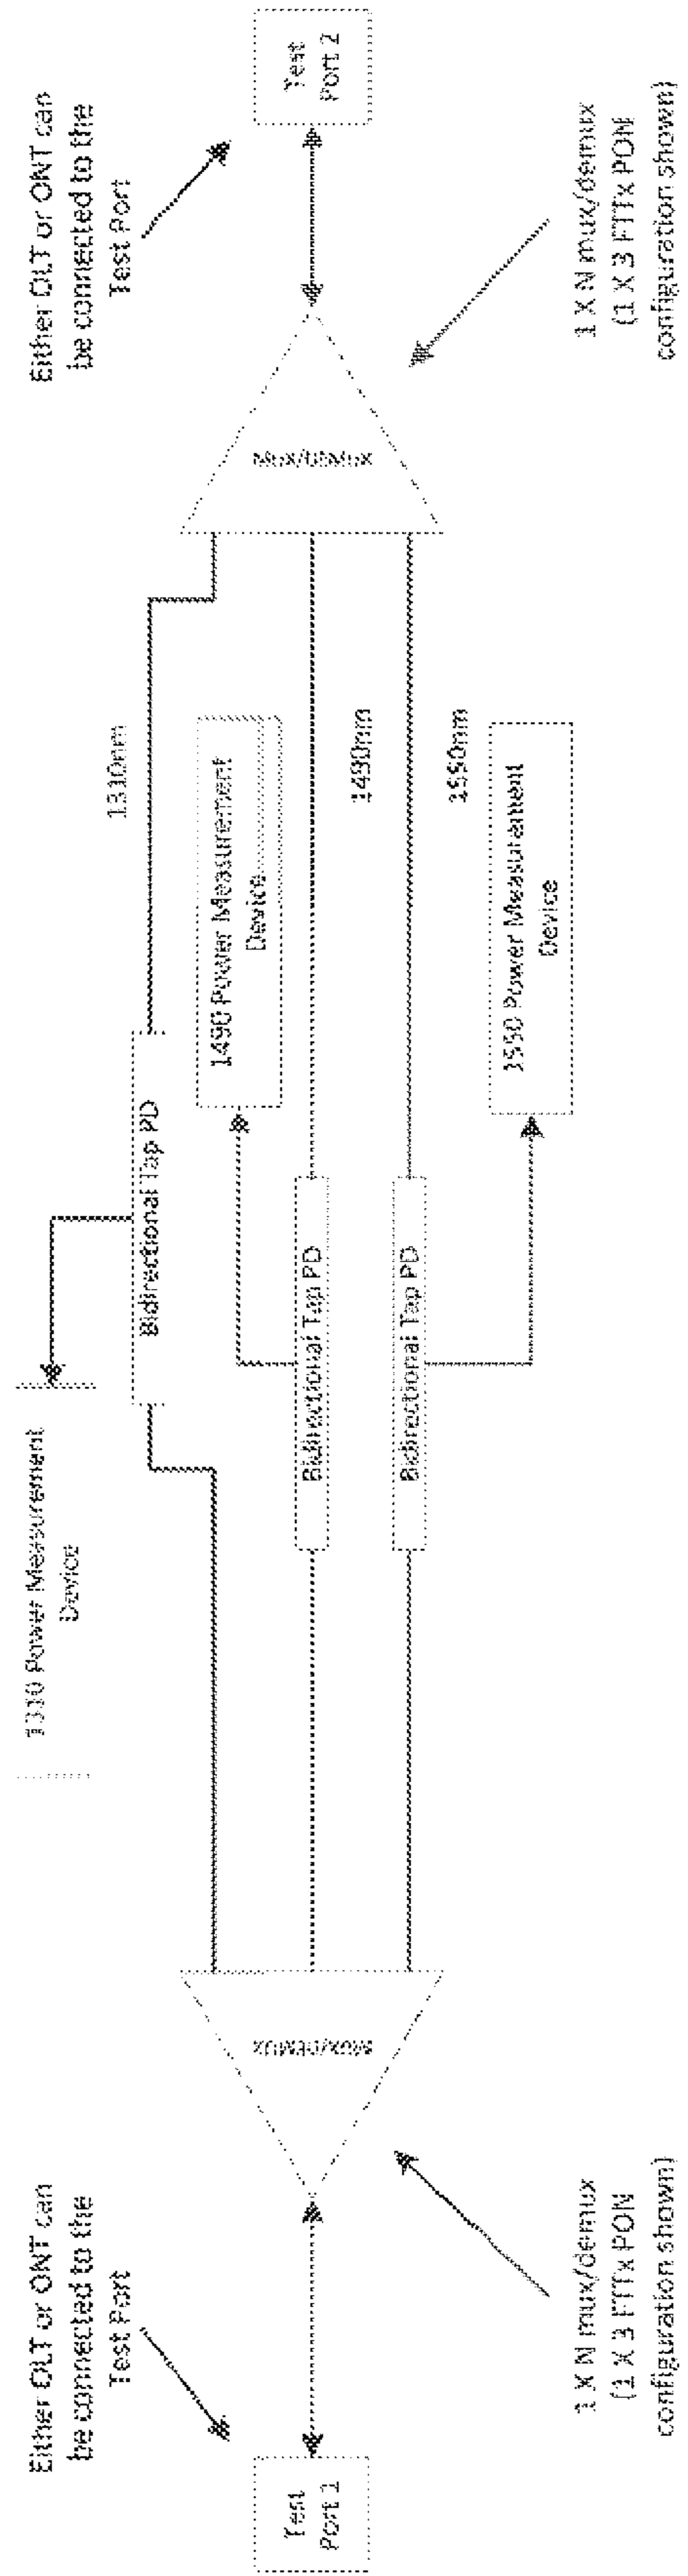 Either OLT or ONT can
be connected to the
Test Port
1310 Power Measurement
Device
Bidirectional Tap PD
1310nm
Either OLT or ONT can
be connected to the
Test Port
Test
Port 1
Mux/DEMUX
Bidirectional Tap PD
1490 Power Measurement
Device
1490nm
Mux/DEMUX
Test
Port 2
Bidirectional Tap PD
1550nm
1550 Power Measurement
Device
1 X N mux/demux
(1 X 3 FTTx PON
configuration shown)
1 X N mux/demux
(1 X 3 FTTx PON
configuration shown)